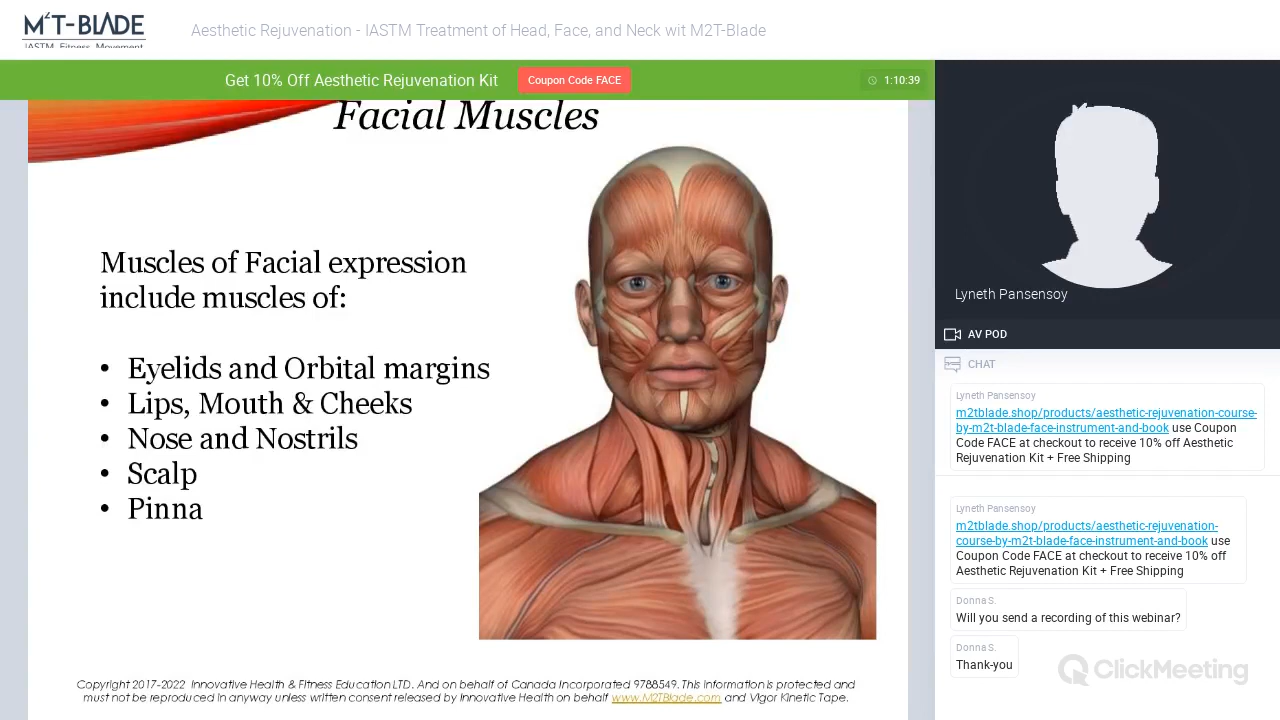 M2T-BLADE
IASTM Fitness Movement
Aesthetic Rejuvenation - IASTM Treatment of Head, Face, and Neck wit M2T-Blade
Get 10% Off Aesthetic Rejuvenation Kit
Coupon Code FACE
1:10:39
Facial Muscles
Muscles of Facial expression
include muscles of:
• Eyelids and Orbital margins
• Lips, Mouth & Cheeks
• Nose and Nostrils
• Scalp
• Pinna
Copyright 2017-2022 Innovative Health & Fitness Education LTD. And on behalf of Canada Incorporated 9788549. This information is protected and
must not be reproduced in anyway unless written consent released by Innovative Health on behalf www.M2TBlade.com and Vigor Kinetic Tape.
Lyneth Pansensoy
AV POD
CHAT
Lyneth Pansensoy
m2tblade.shop/products/aesthetic-rejuvenation-course-
by-m2t-blade-face-instrument-and-book use Coupon
Code FACE at checkout to receive 10% off Aesthetic
Rejuvenation Kit + Free Shipping
Lyneth Pansensoy
m2tblade.shop/products/aesthetic-rejuvenation-
course-by-m2t-blade-face-instrument-and-book use
Coupon Code FACE at checkout to receive 10% off
Aesthetic Rejuvenation Kit + Free Shipping
Donna S.
Will you send a recording of this webinar?
Donna S.
Thank-you
ClickMeeting